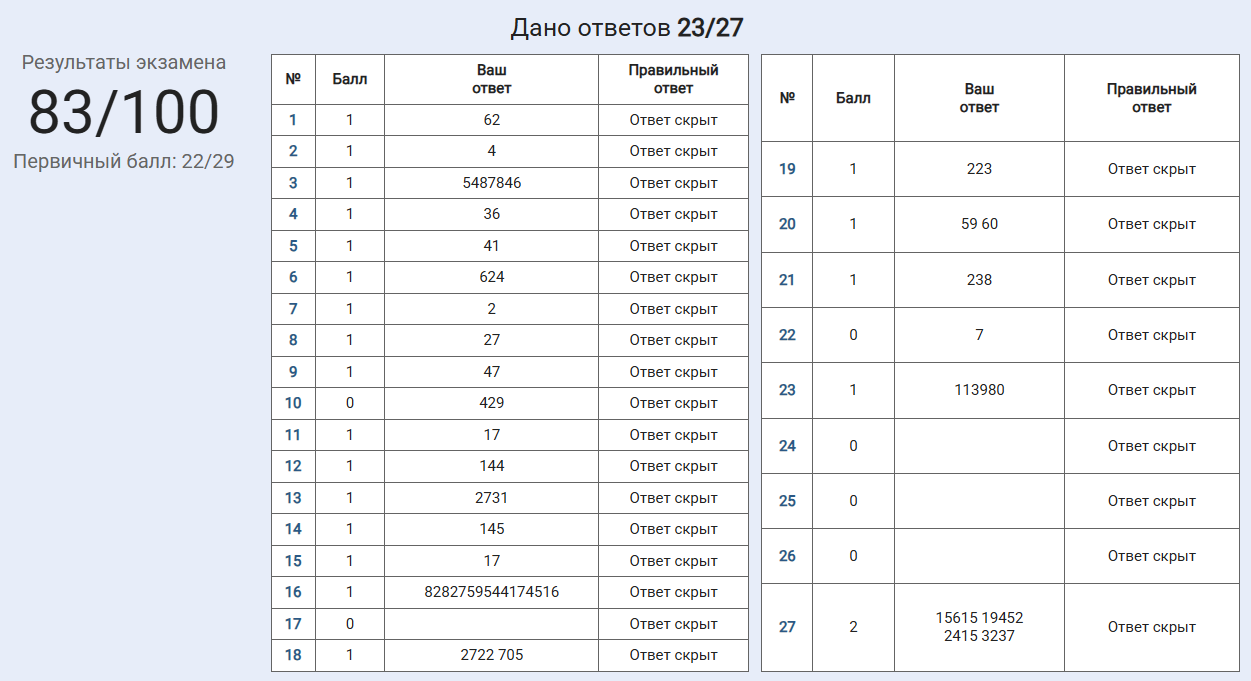 Дано ответов 23/27
Результаты экзамена
83/100
Первичный балл: 22/29
№ Балл Ваш ответ Правильный ответ
1 1 62 Ответ скрыт
2 1 4 Ответ скрыт
3 1 5487846 Ответ скрыт
4 1 36 Ответ скрыт
5 1 41 Ответ скрыт
6 1 624 Ответ скрыт
7 1 2 Ответ скрыт
8 1 27 Ответ скрыт
9 1 47 Ответ скрыт
10 0 429 Ответ скрыт
11 1 17 Ответ скрыт
12 1 144 Ответ скрыт
13 1 2731 Ответ скрыт
14 1 145 Ответ скрыт
15 1 17 Ответ скрыт
16 1 8282759544174516 Ответ скрыт
17 0 Ответ скрыт
18 1 2722 705 Ответ скрыт
№ Балл Ваш ответ Правильный ответ
19 1 223 Ответ скрыт
20 1 59 60 Ответ скрыт
21 1 238 Ответ скрыт
22 0 7 Ответ скрыт
23 1 113980 Ответ скрыт
24 0 Ответ скрыт
25 0 Ответ скрыт
26 0 Ответ скрыт
27 2 15615 19452 2415 3237 Ответ скрыт